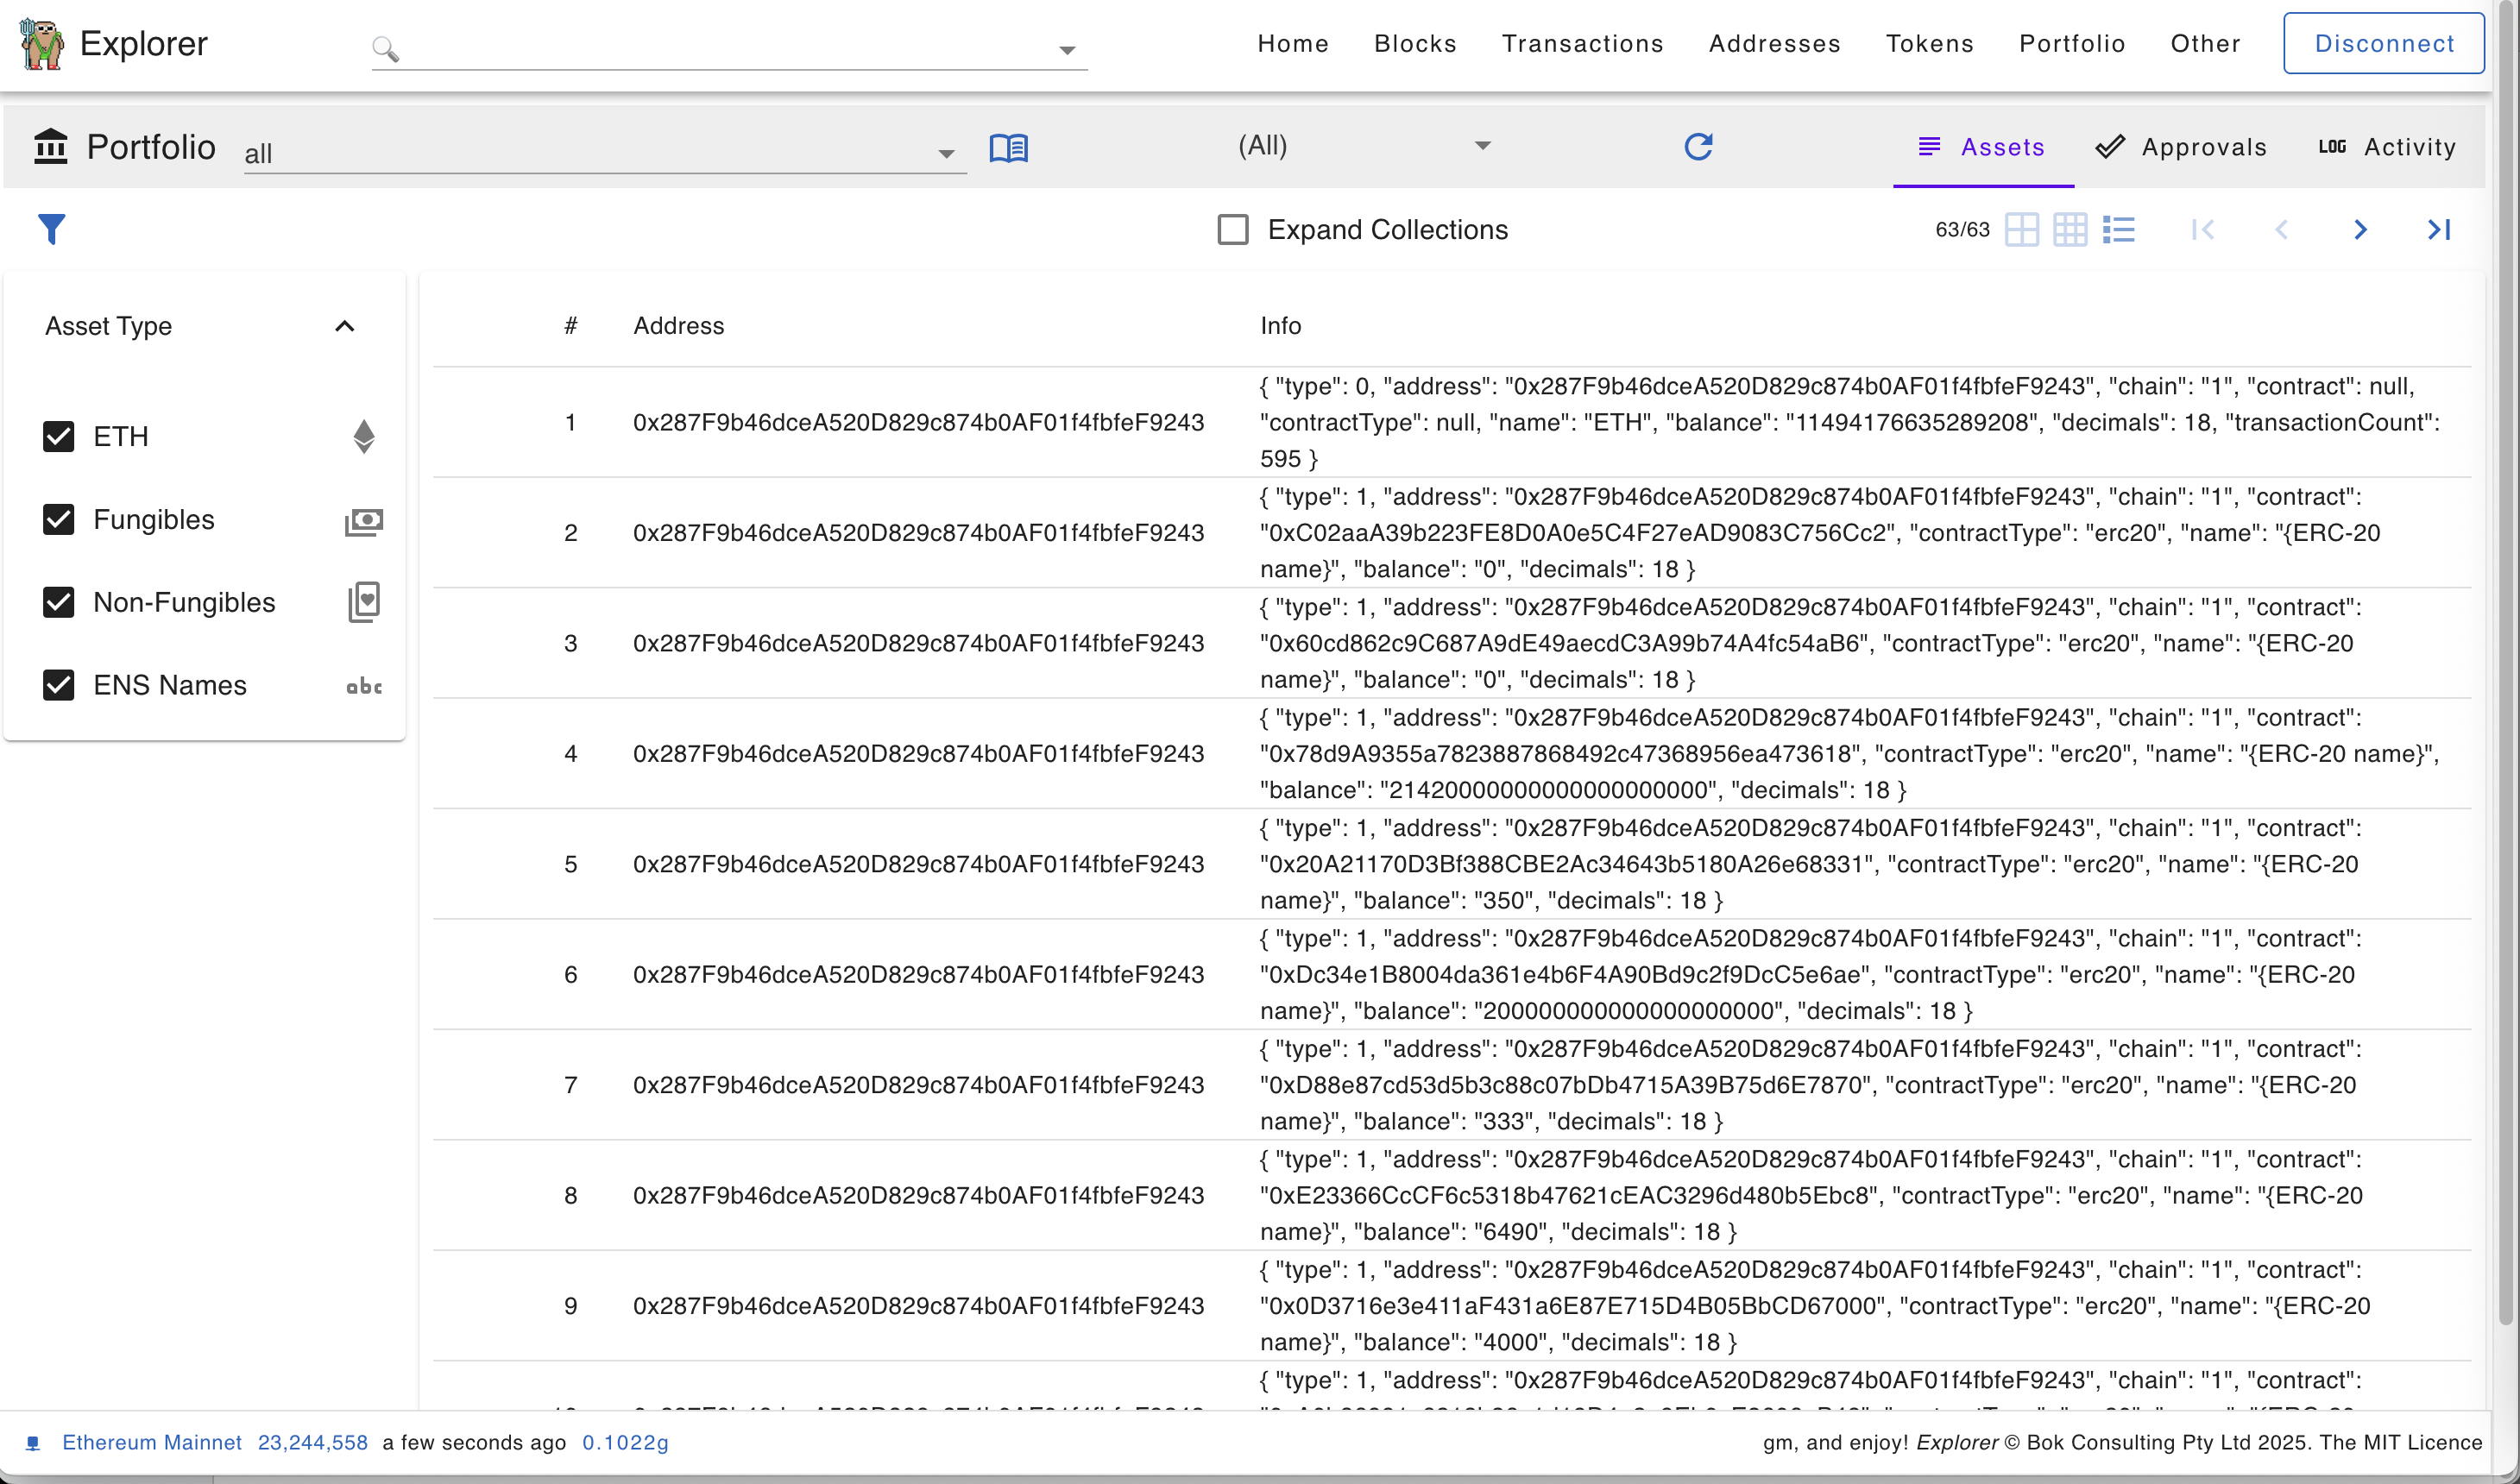 Explorer
Home Blocks Transactions Addresses Tokens Portfolio Other Disconnect
Portfolio all (All) Assets Approvals LOG Activity
Expand Collections 63/63
Asset Type
ETH
Fungibles
Non-Fungibles
ENS Names abc
# Address Info
1 0x287F9b46dceA520D829c874b0AF01f4fbfeF9243 { "type": 0, "address": "0x287F9b46dceA520D829c874b0AF01f4fbfeF9243", "chain": "1", "contract": null,
"contractType": null, "name": "ETH", "balance": "11494176635289208", "decimals": 18, "transactionCount":
595 }
2 0x287F9b46dceA520D829c874b0AF01f4fbfeF9243 { "type": 1, "address": "0x287F9b46dceA520D829c874b0AF01f4fbfeF9243", "chain": "1", "contract":
"0xC02aaA39b223FE8D0A0e5C4F27eAD9083C756Cc2", "contractType": "erc20", "name": "{ERC-20
name}", "balance": "0", "decimals": 18 }
3 0x287F9b46dceA520D829c874b0AF01f4fbfeF9243 { "type": 1, "address": "0x287F9b46dceA520D829c874b0AF01f4fbfeF9243", "chain": "1", "contract":
"0x60cd862c9C687A9dE49aecdC3A99b74A4fc54aB6", "contractType": "erc20", "name": "{ERC-20
name}", "balance": "0", "decimals": 18 }
4 0x287F9b46dceA520D829c874b0AF01f4fbfeF9243 { "type": 1, "address": "0x287F9b46dceA520D829c874b0AF01f4fbfeF9243", "chain": "1", "contract":
"0x78d9A9355a7823887868492c47368956ea473618", "contractType": "erc20", "name": "{ERC-20 name}",
"balance": "21420000000000000000000", "decimals": 18 }
5 0x287F9b46dceA520D829c874b0AF01f4fbfeF9243 { "type": 1, "address": "0x287F9b46dceA520D829c874b0AF01f4fbfeF9243", "chain": "1", "contract":
"0x20A21170D3Bf388CBE2Ac34643b5180A26e68331", "contractType": "erc20", "name": "{ERC-20
name}", "balance": "350", "decimals": 18 }
6 0x287F9b46dceA520D829c874b0AF01f4fbfeF9243 { "type": 1, "address": "0x287F9b46dceA520D829c874b0AF01f4fbfeF9243", "chain": "1", "contract":
"0xDc34e1B8004da361e4b6F4A90Bd9c2f9DcC5e6ae", "contractType": "erc20", "name": "{ERC-20
name}", "balance": "200000000000000000000", "decimals": 18 }
7 0x287F9b46dceA520D829c874b0AF01f4fbfeF9243 { "type": 1, "address": "0x287F9b46dceA520D829c874b0AF01f4fbfeF9243", "chain": "1", "contract":
"0xD88e87cd53d5b3c88c07bDb4715A39B75d6E7870", "contractType": "erc20", "name": "{ERC-20
name}", "balance": "333", "decimals": 18 }
8 0x287F9b46dceA520D829c874b0AF01f4fbfeF9243 { "type": 1, "address": "0x287F9b46dceA520D829c874b0AF01f4fbfeF9243", "chain": "1", "contract":
"0xE23366CcCF6c5318b47621cEAC3296d480b5Ebc8", "contractType": "erc20", "name": "{ERC-20
name}", "balance": "6490", "decimals": 18 }
9 0x287F9b46dceA520D829c874b0AF01f4fbfeF9243 { "type": 1, "address": "0x287F9b46dceA520D829c874b0AF01f4fbfeF9243", "chain": "1", "contract":
"0x0D3716e3e411aF431a6E87E715D4B05BbCD67000", "contractType": "erc20", "name": "{ERC-20
name}", "balance": "4000", "decimals": 18 }
{ "type": 1, "address": "0x287F9b46dceA520D829c874b0AF01f4fbfeF9243", "chain": "1", "contract":
Ethereum Mainnet 23,244,558 a few seconds ago 0.1022g gm, and enjoy! Explorer © Bok Consulting Pty Ltd 2025. The MIT Licence